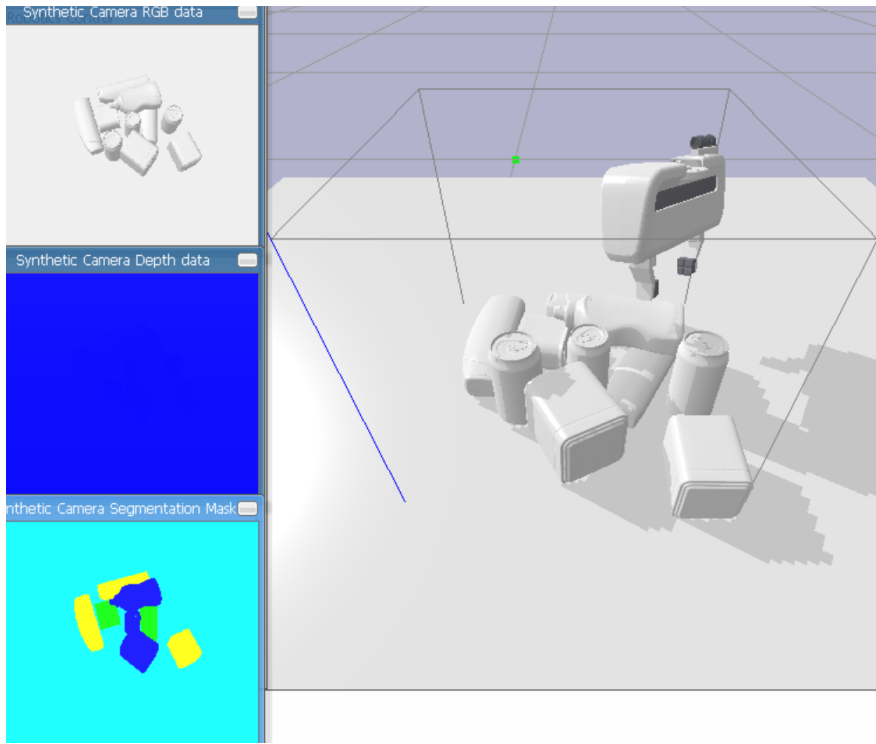 Synthetic Camera RGB data
Synthetic Camera Depth data
nthetic Camera Segmentation Mask